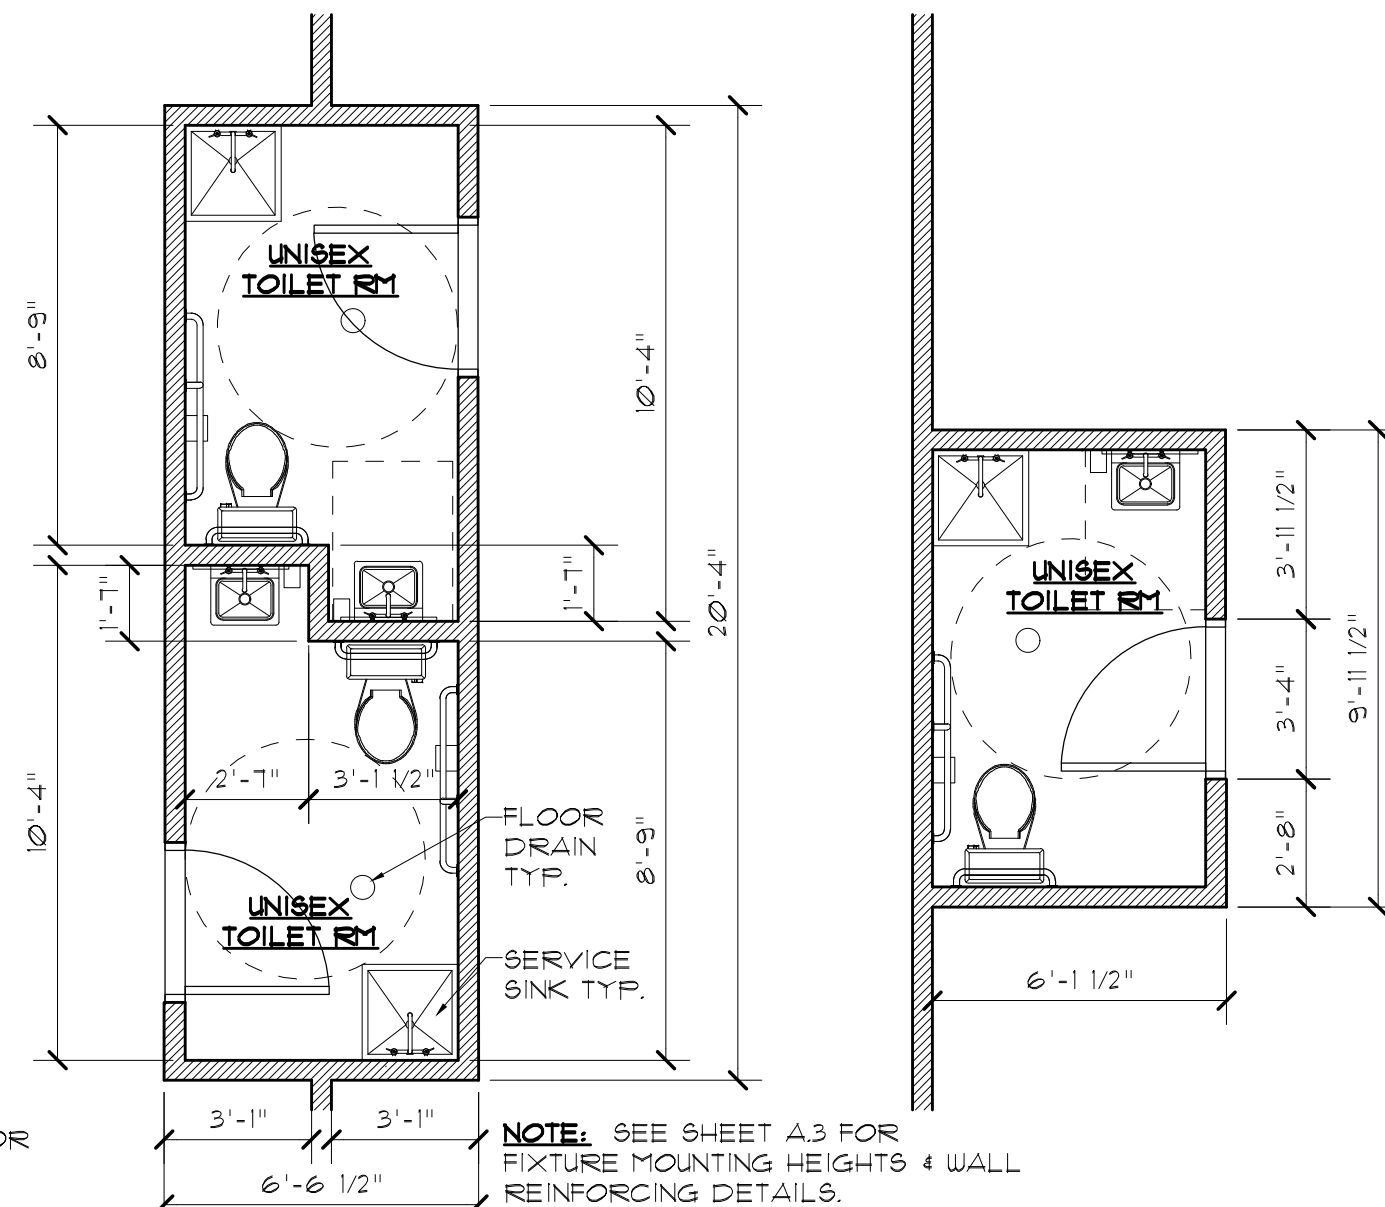 UNISEX
TOILET RM
8'-9"
10'-4"
1'-7"
1'-7"
20'-4"
2'-7"
3'-1 1/2"
10'-4"
8'-9"
FLOOR
DRAIN
TYP.
UNISEX
TOILET RM
SERVICE
SINK TYP.
3'-1"
3'-1"
6'-6 1/2"
OR
NOTE: SEE SHEET A.3 FOR
FIXTURE MOUNTING HEIGHTS & WALL
REINFORCING DETAILS.
UNISEX
TOILET RM
3'-11 1/2"
3'-4"
2'-8"
9'-11 1/2"
6'-1 1/2"